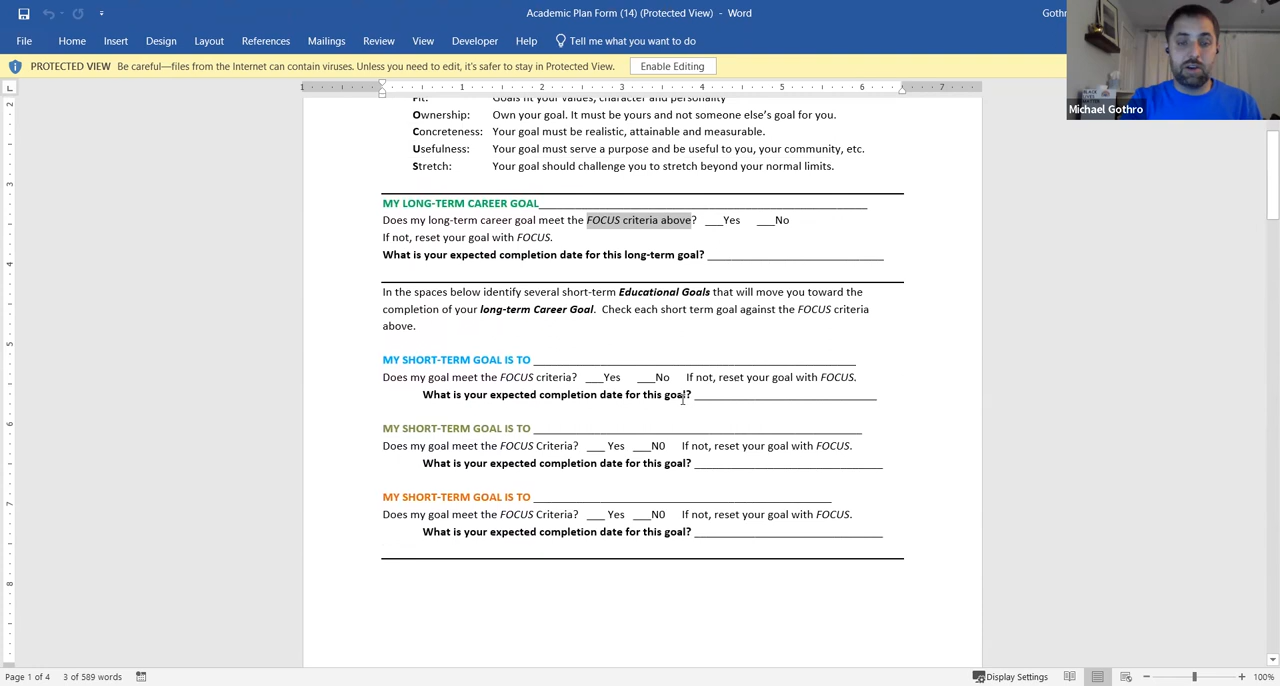 Academic Plan Form (14) (Protected View) - Word
File Home Insert Design Layout References Mailings Review View Developer Help Tell me what you want to do
PROTECTED VIEW Be careful—files from the Internet can contain viruses. Unless you need to edit, it's safer to stay in Protected View. Enable Editing
Michael Gothro
Fit: Goals fit your values, character and personality
Ownership: Own your goal. It must be yours and not someone else's goal for you.
Concreteness: Your goal must be realistic, attainable and measurable.
Usefulness: Your goal must serve a purpose and be useful to you, your community, etc.
Stretch: Your goal should challenge you to stretch beyond your normal limits.
MY LONG-TERM CAREER GOAL
Does my long-term career goal meet the FOCUS criteria above? ___Yes ___No
If not, reset your goal with FOCUS.
What is your expected completion date for this long-term goal?
In the spaces below identify several short-term Educational Goals that will move you toward the
completion of your long-term Career Goal. Check each short term goal against the FOCUS criteria
above.
MY SHORT-TERM GOAL IS TO
Does my goal meet the FOCUS criteria? ___Yes ___No If not, reset your goal with FOCUS.
What is your expected completion date for this goal?
MY SHORT-TERM GOAL IS TO
Does my goal meet the FOCUS Criteria? ___ Yes ___N0 If not, reset your goal with FOCUS.
What is your expected completion date for this goal?
MY SHORT-TERM GOAL IS TO
Does my goal meet the FOCUS Criteria? ___ Yes ___N0 If not, reset your goal with FOCUS.
What is your expected completion date for this goal?
Page 1 of 4 3 of 589 words Display Settings 100%